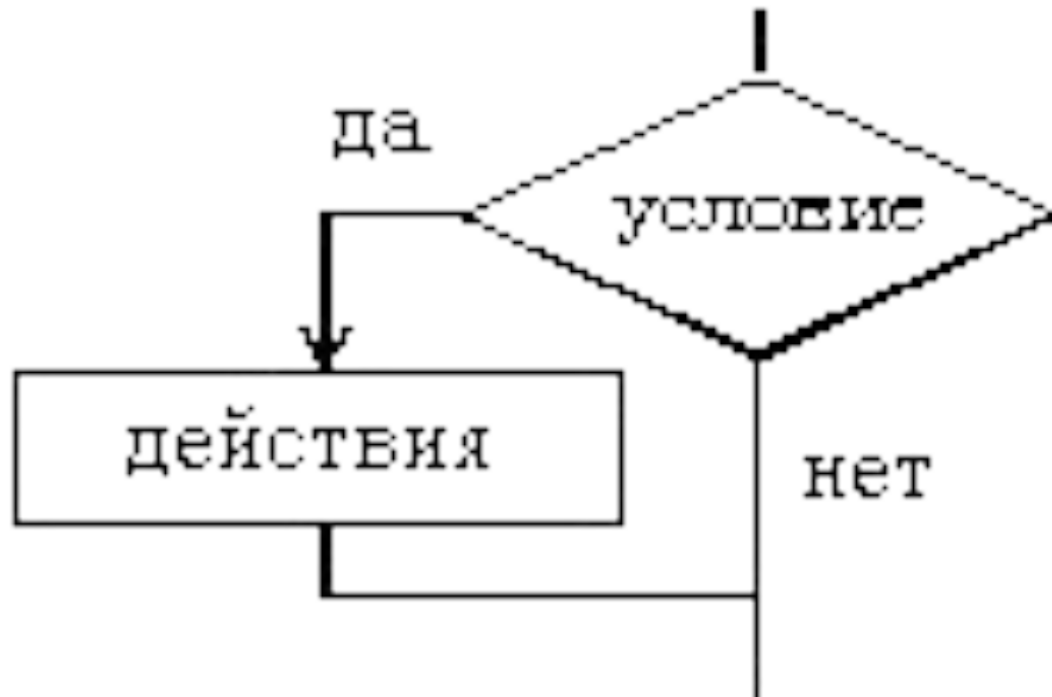 да
условие
действия
нет